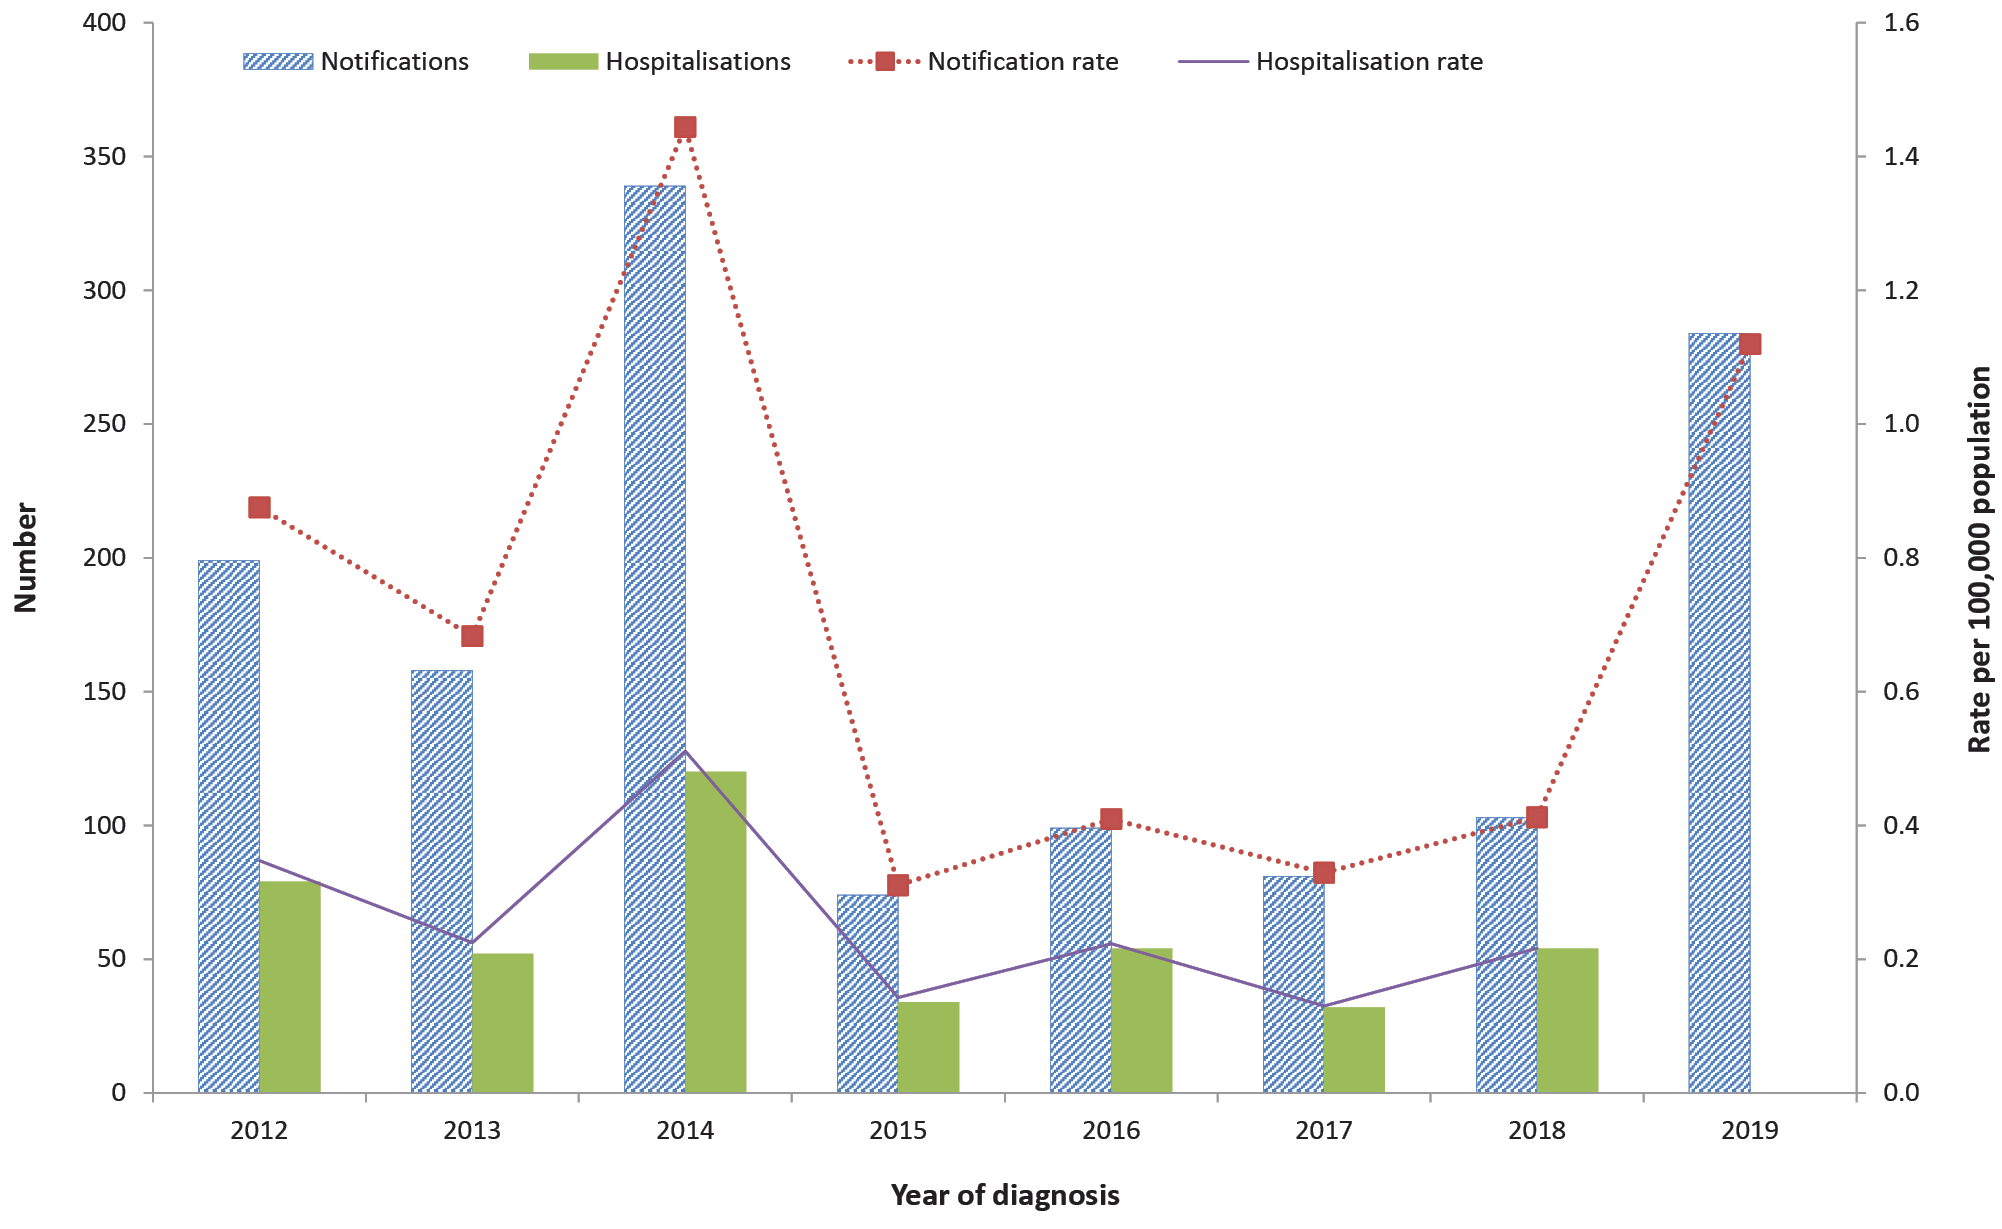 Notifications Hospitalisations Notification rate Hospitalisation rate
400 1.6
350 1.4
300 1.2
250 1.0
200 0.8
150 0.6
100 0.4
50 0.2
0 0.0
Number
Rate per 100,000 population
2012 2013 2014 2015 2016 2017 2018 2019
Year of diagnosis